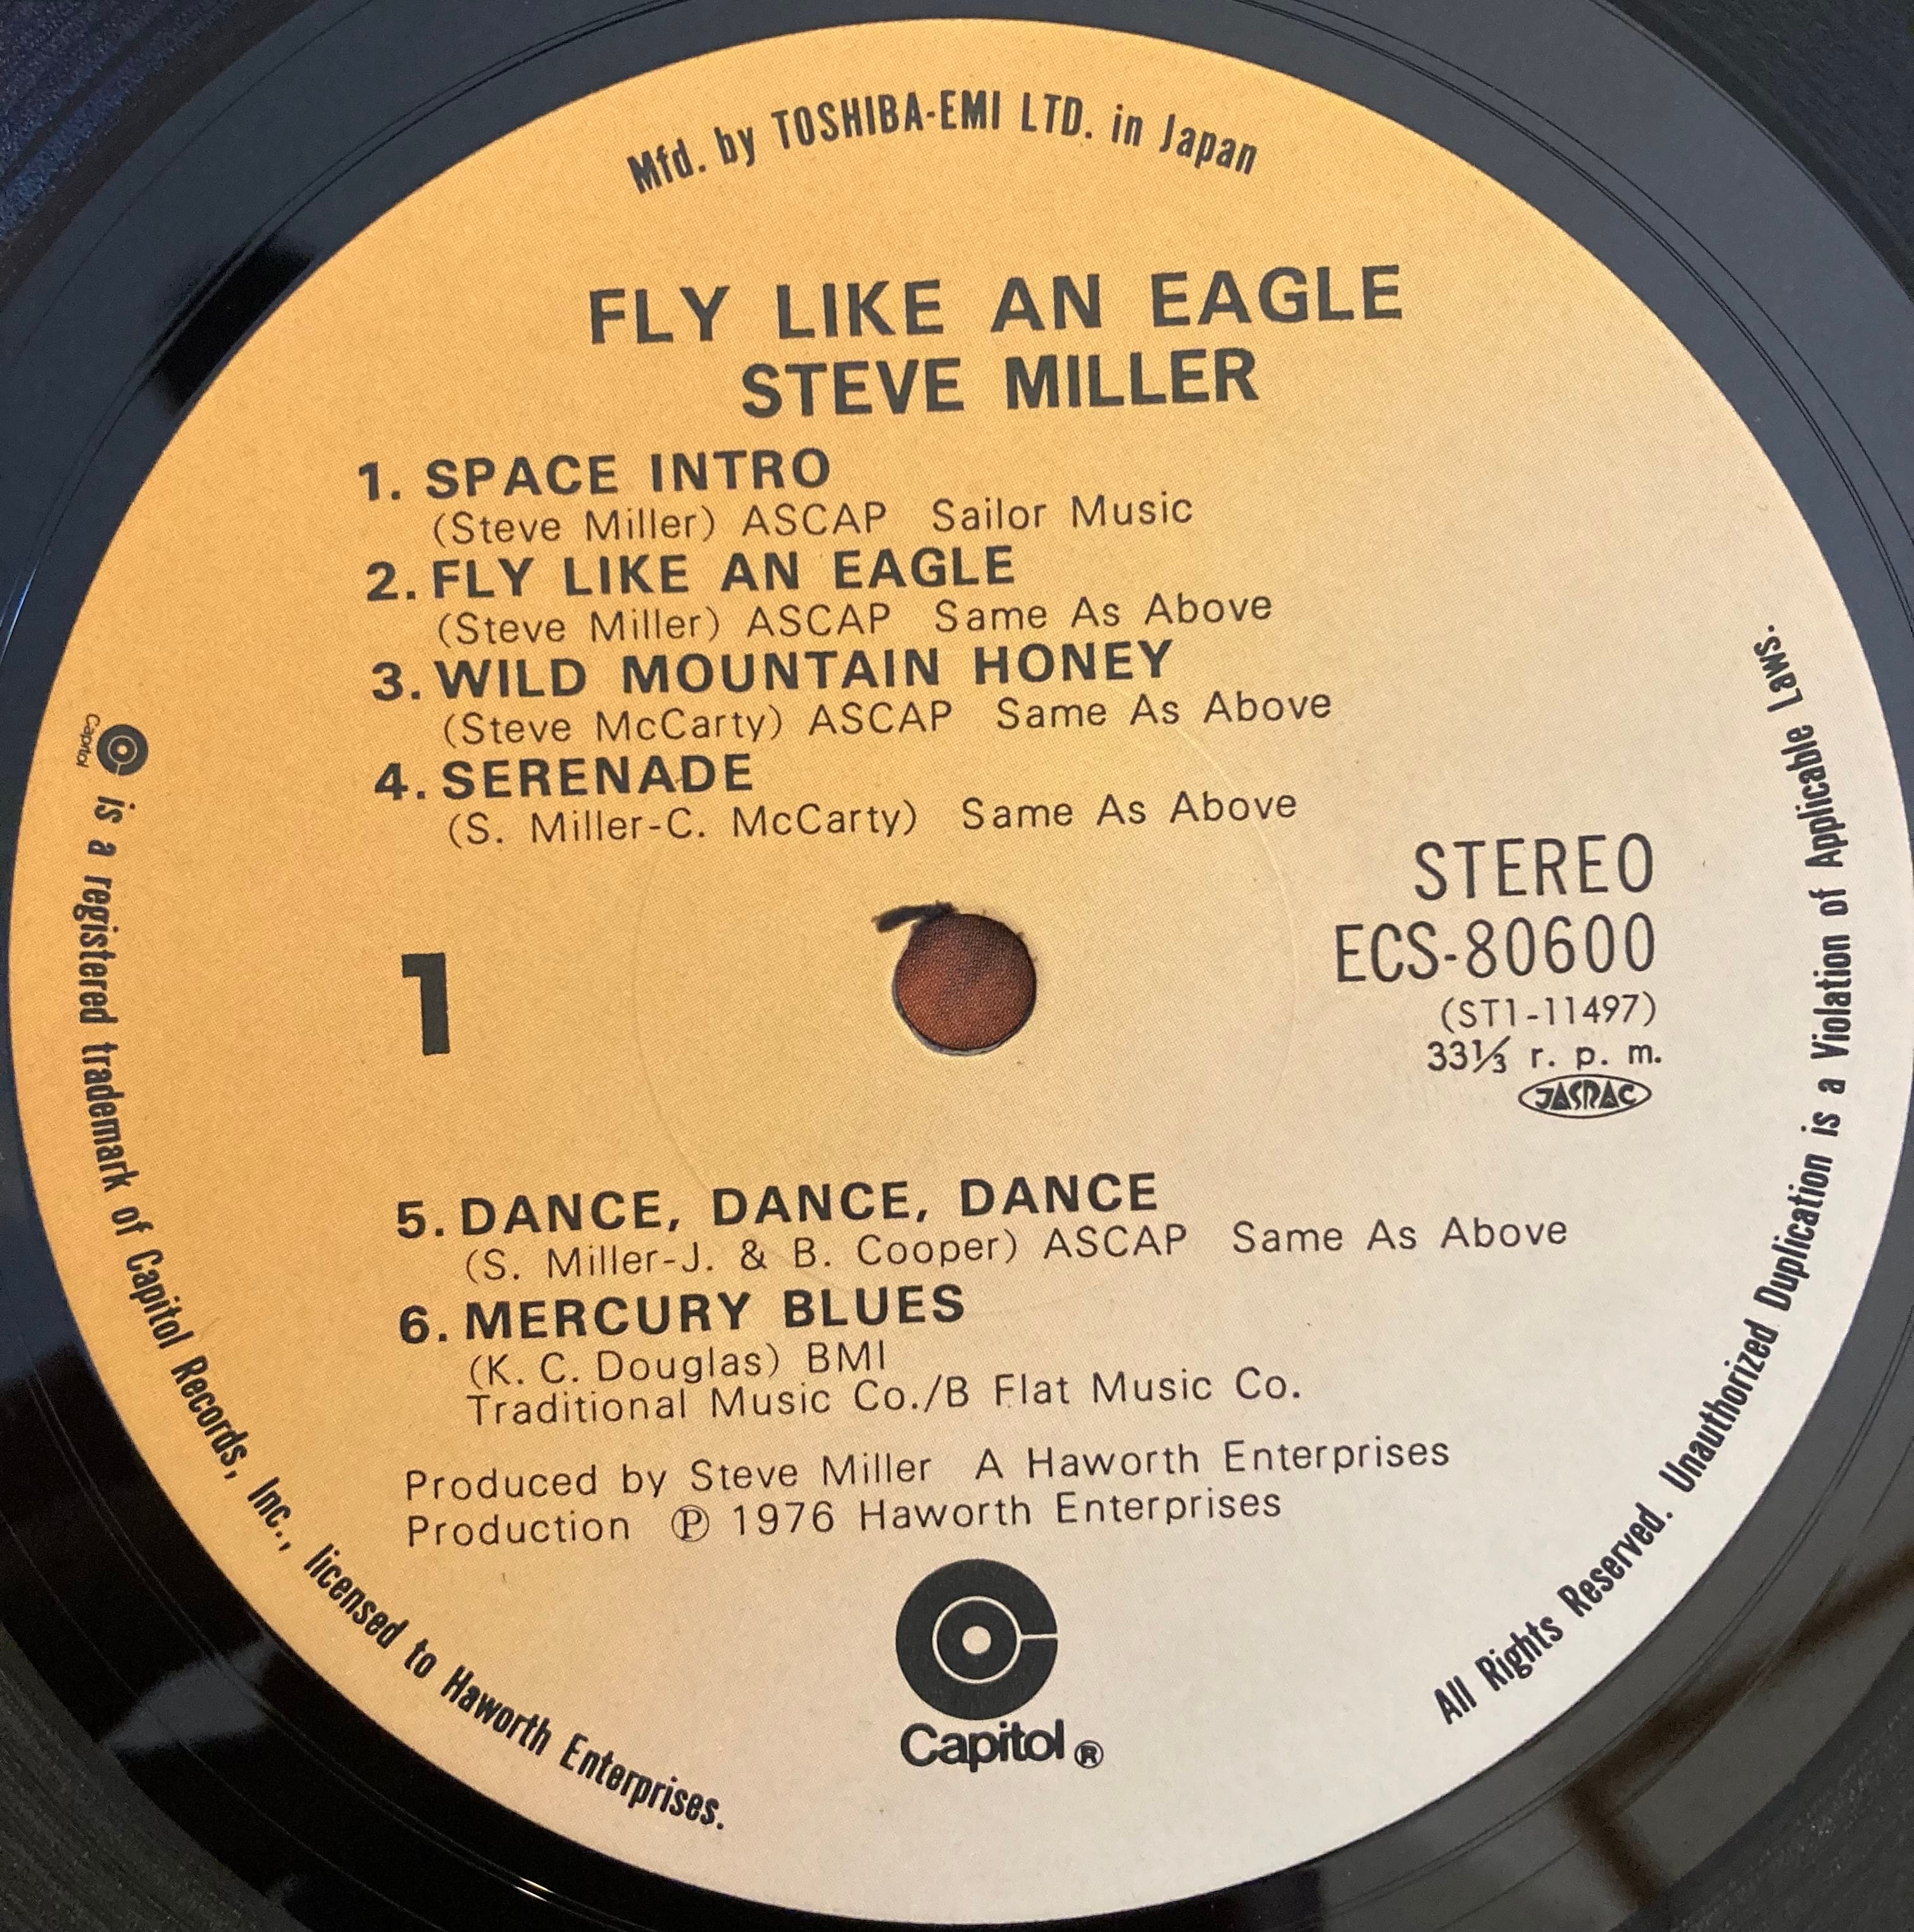 Mfd. by TOSHIBA-EMI LTD. in Japan
FLY LIKE AN EAGLE
STEVE MILLER
1. SPACE INTRO
(Steve Miller) ASCAP Sailor Music
2. FLY LIKE AN EAGLE
(Steve Miller) ASCAP Same As Above
3. WILD MOUNTAIN HONEY
(Steve McCarty) ASCAP Same As Above
4. SERENADE
(S. Miller-C. McCarty) Same As Above
STEREO
1
ECS-80600
(ST1-11497)
33⅓ r. p. m.
JASRAC
5. DANCE, DANCE, DANCE
(S. Miller-J. & B. Cooper) ASCAP Same As Above
6. MERCURY BLUES
(K. C. Douglas) BMI
Traditional Music Co./B Flat Music Co.
Produced by Steve Miller A Haworth Enterprises
Production ℗ 1976 Haworth Enterprises
Capitol®
Capitol is a registered trademark of Capitol Records, Inc., licensed to Haworth Enterprises.
All Rights Reserved. Unauthorized Duplication is a Violation of Applicable Laws.